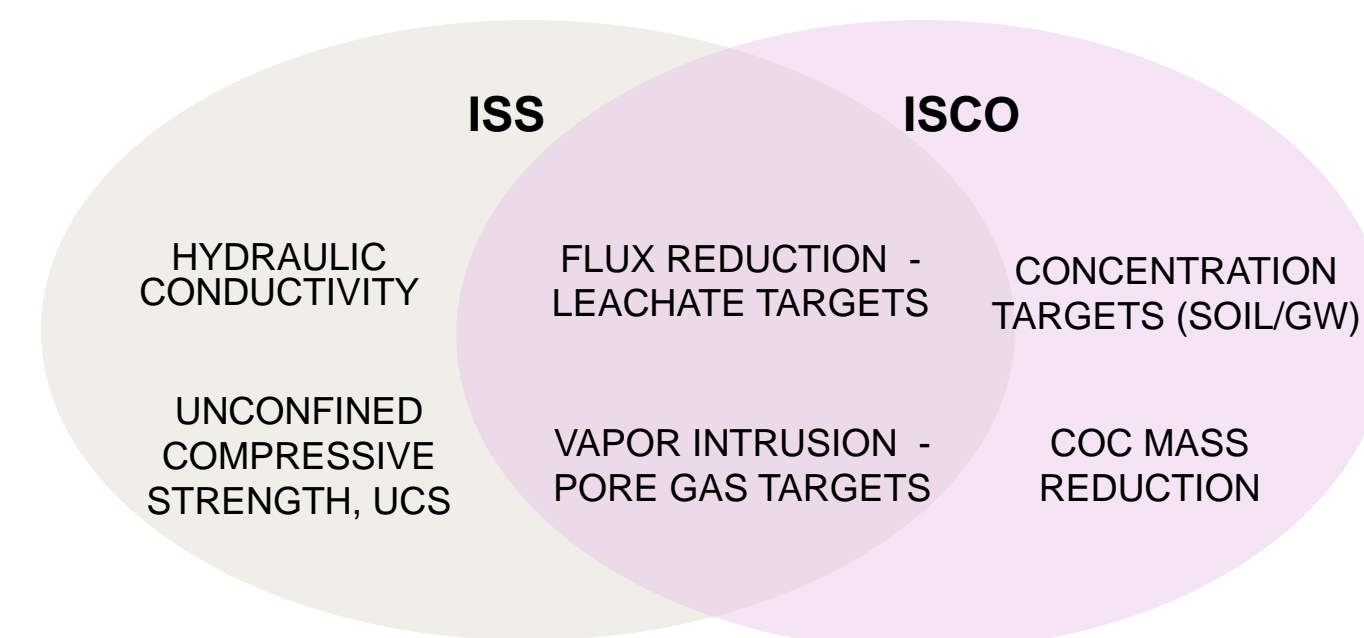 ISS
ISCO
HYDRAULIC
CONDUCTIVITY
UNCONFINED
COMPRESSIVE
STRENGTH, UCS
FLUX REDUCTION -
LEACHATE TARGETS
VAPOR INTRUSION -
PORE GAS TARGETS
CONCENTRATION
TARGETS (SOIL/GW)
COC MASS
REDUCTION